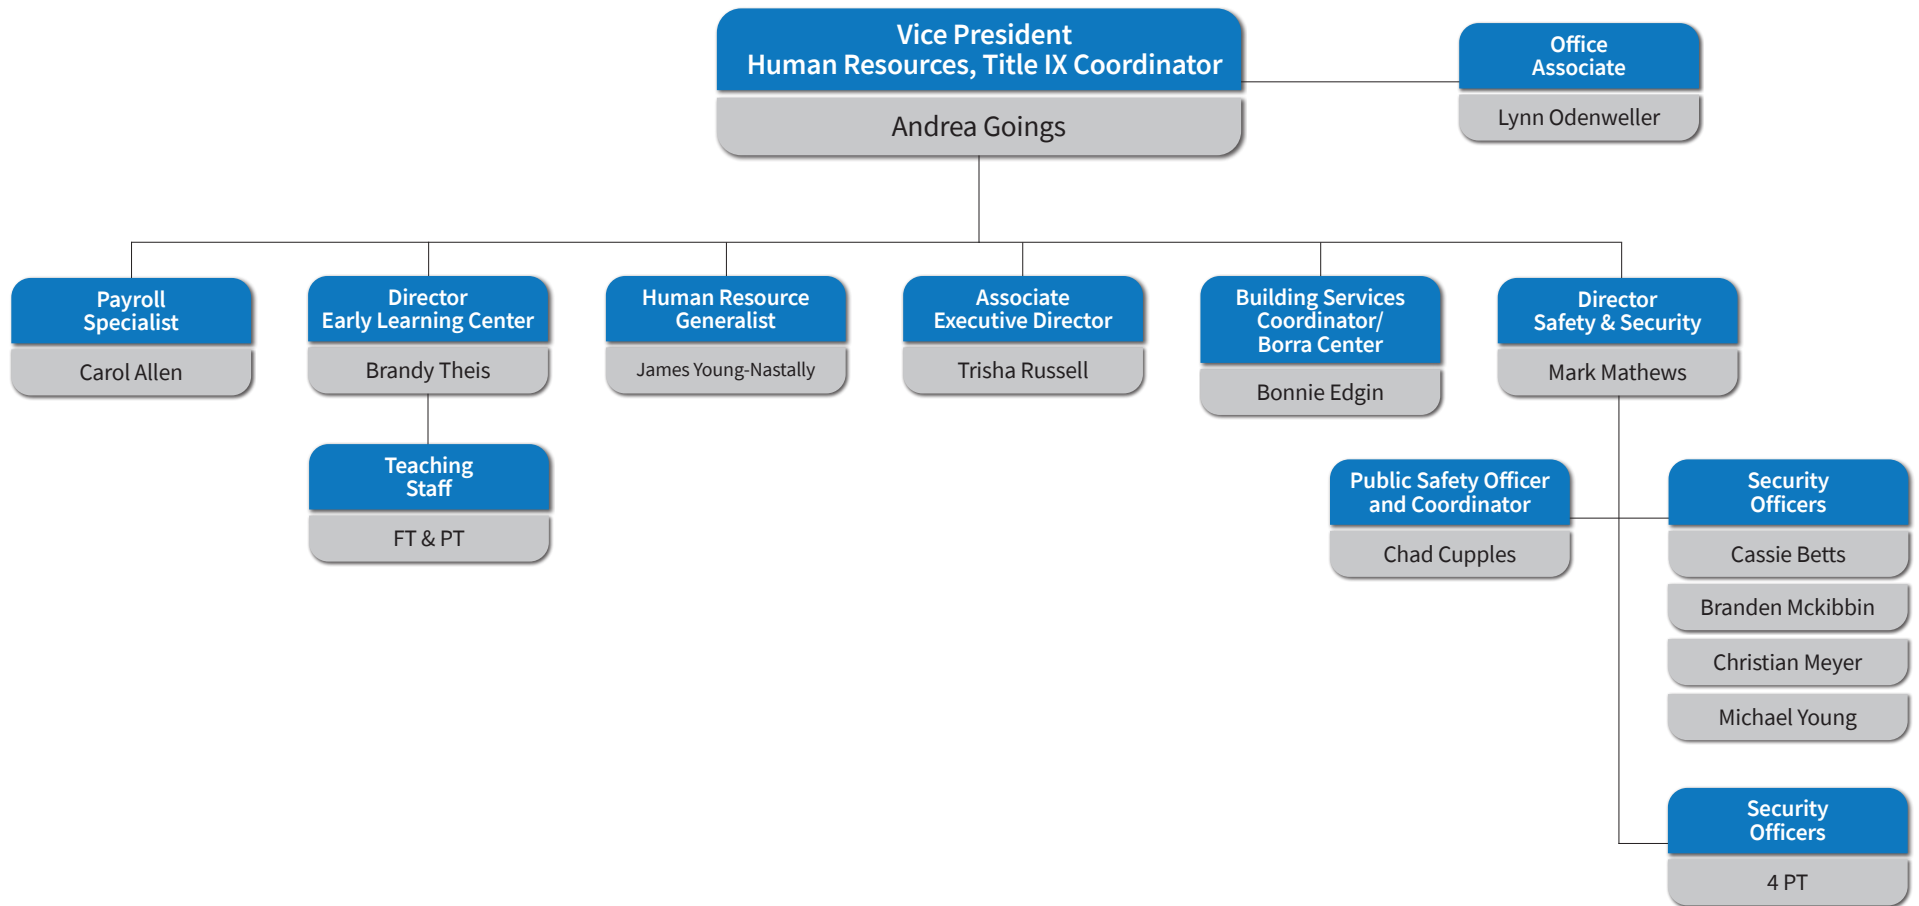 Vice President
Human Resources, Title IX Coordinator
Andrea Goings
Office
Associate
Lynn Odenweller
Payroll
Specialist
Carol Allen
Director
Early Learning Center
Brandy Theis
Human Resource
Generalist
James Young-Nastally
Associate
Executive Director
Trisha Russell
Building Services
Coordinator/
Borra Center
Bonnie Edgin
Director
Safety & Security
Mark Mathews
Teaching
Staff
FT & PT
Public Safety Officer
and Coordinator
Chad Cupples
Security
Officers
Cassie Betts
Branden Mckibbin
Christian Meyer
Michael Young
Security
Officers
4 PT